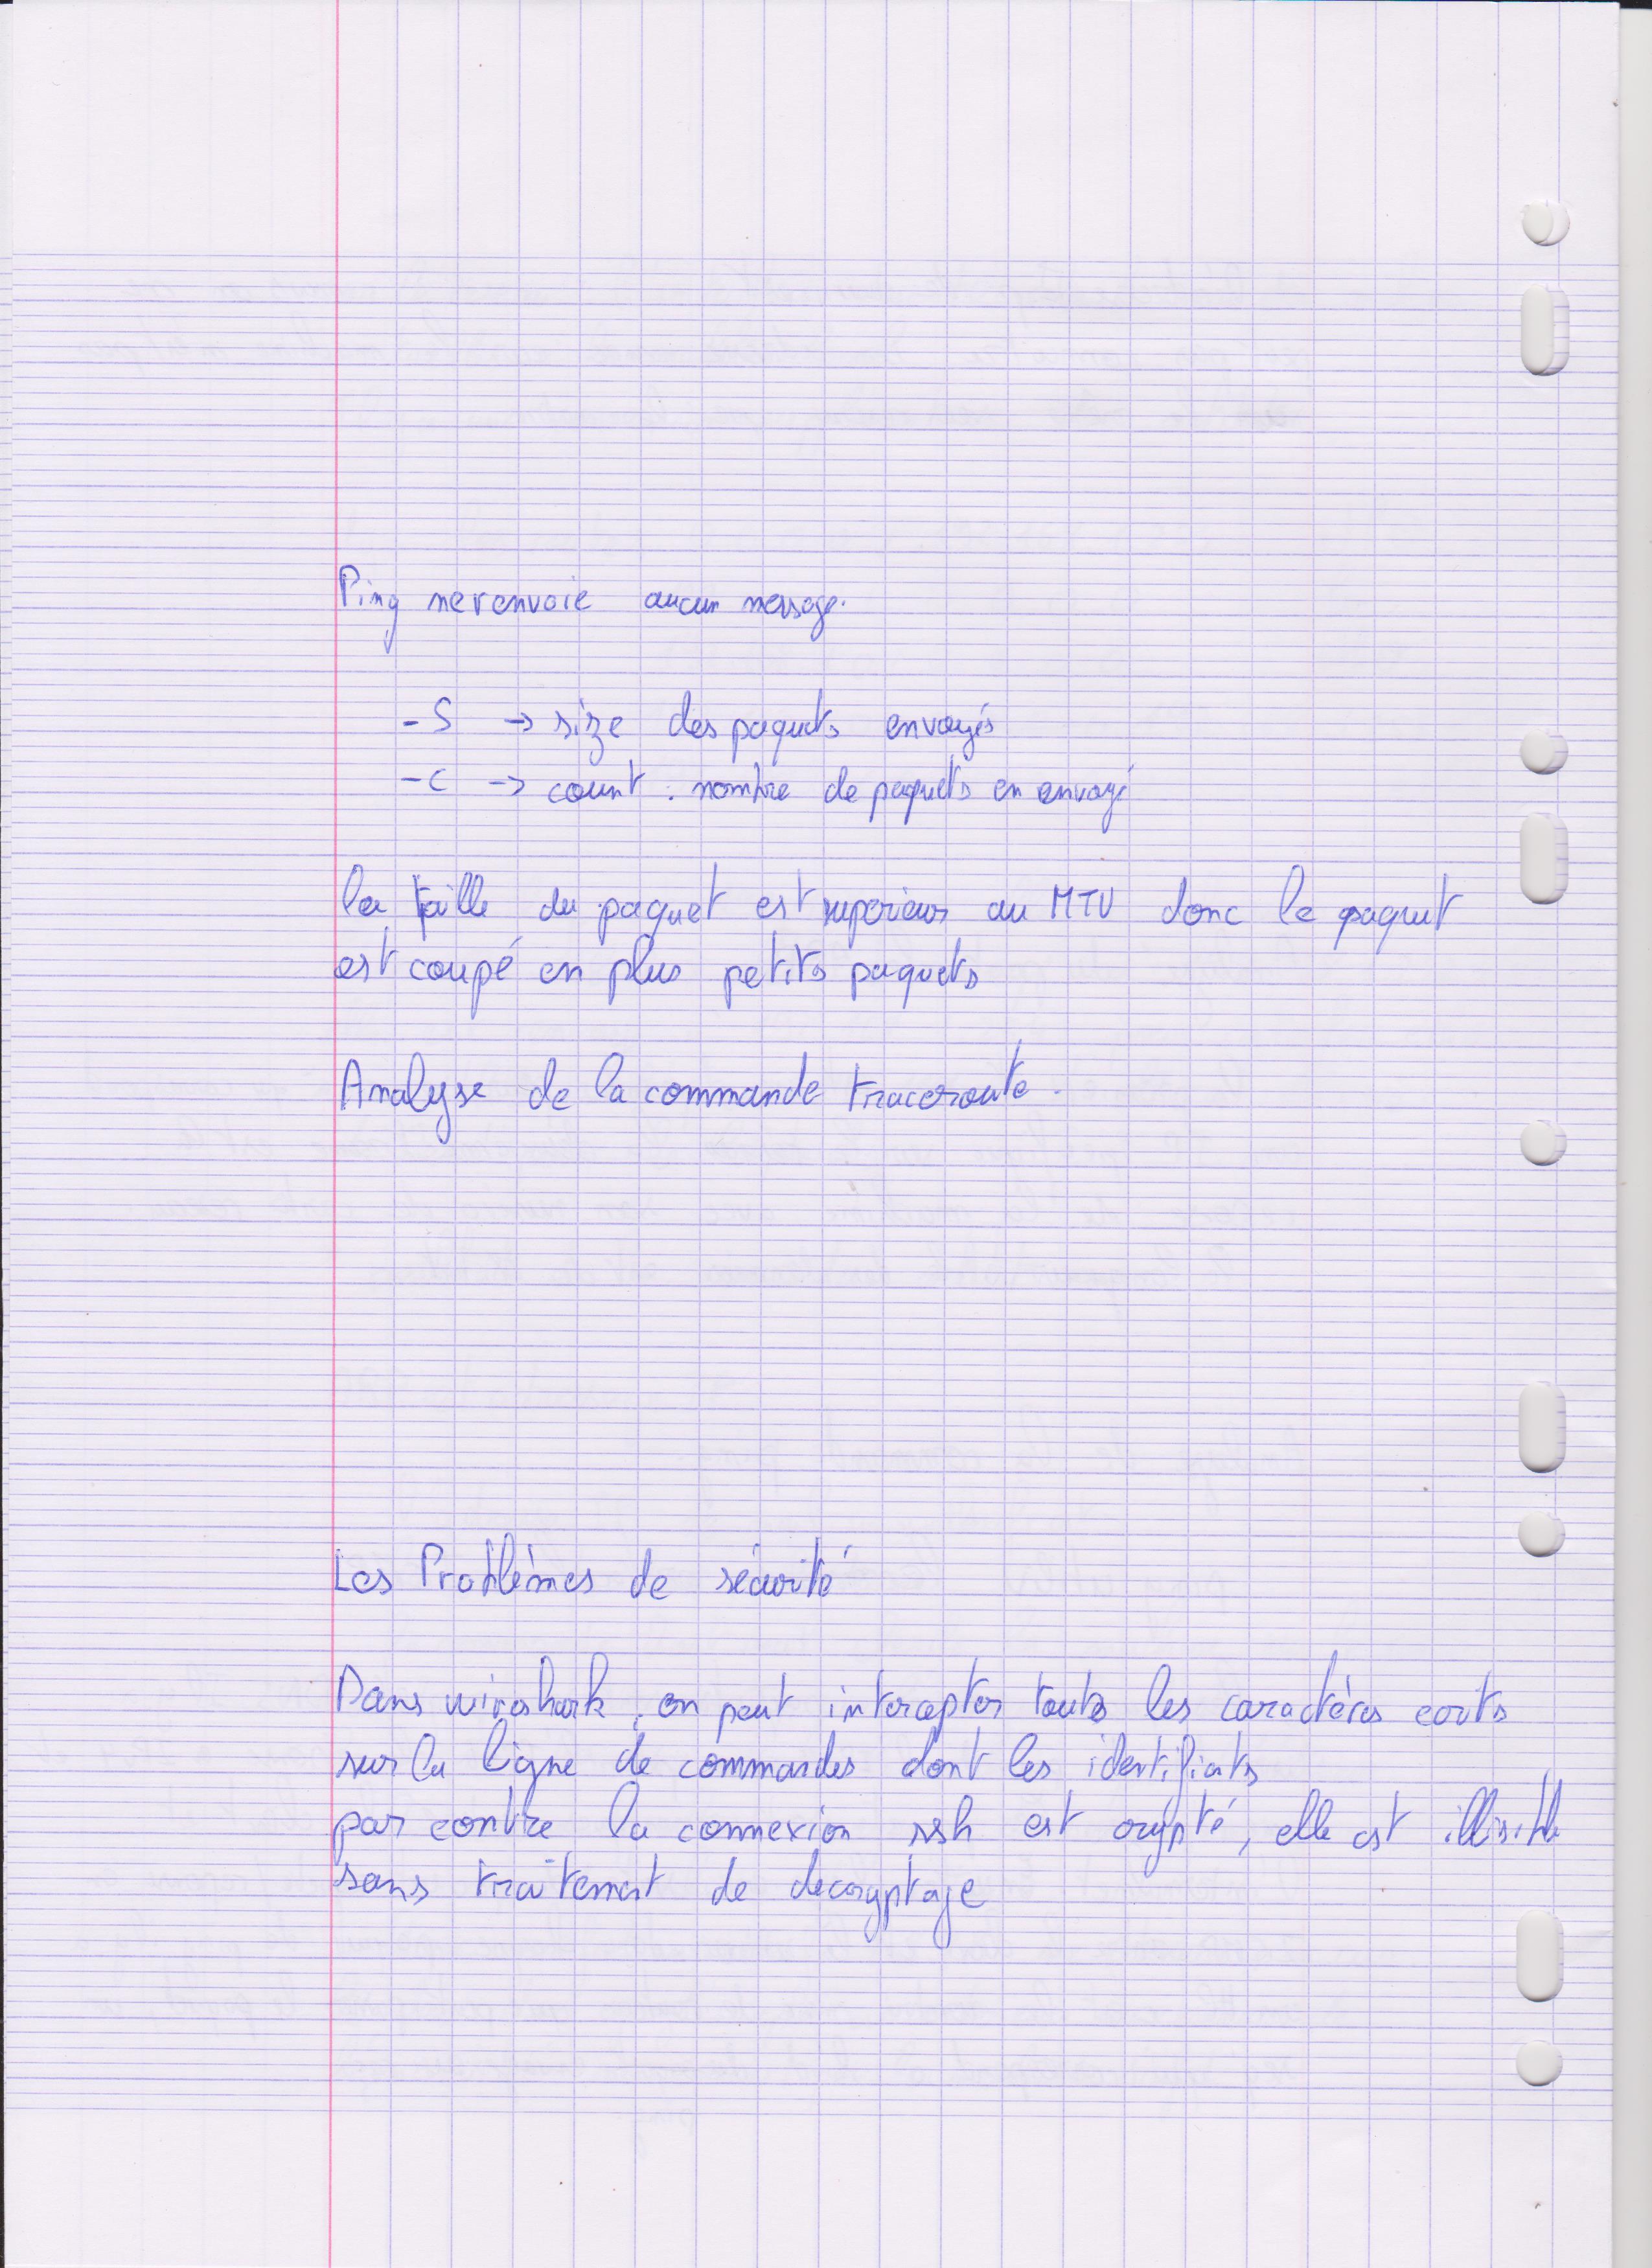 Ping ne renvoie aucun message.
-S → size des paquets envoyés
-C → count : nombre de paquets en envoyé
la taille du paquet est superieur au MTU donc le paquet
est coupé en plus petits paquets
Analyse de la commande traceroute.
Les Problèmes de sécurité
Dans wireshark, on peut intercepter touts les caractères ecrits
sur la ligne de commandes dont les identifiants
par contre la connexion ssh est crypté, elle est illisible
sans traitement de decryptage